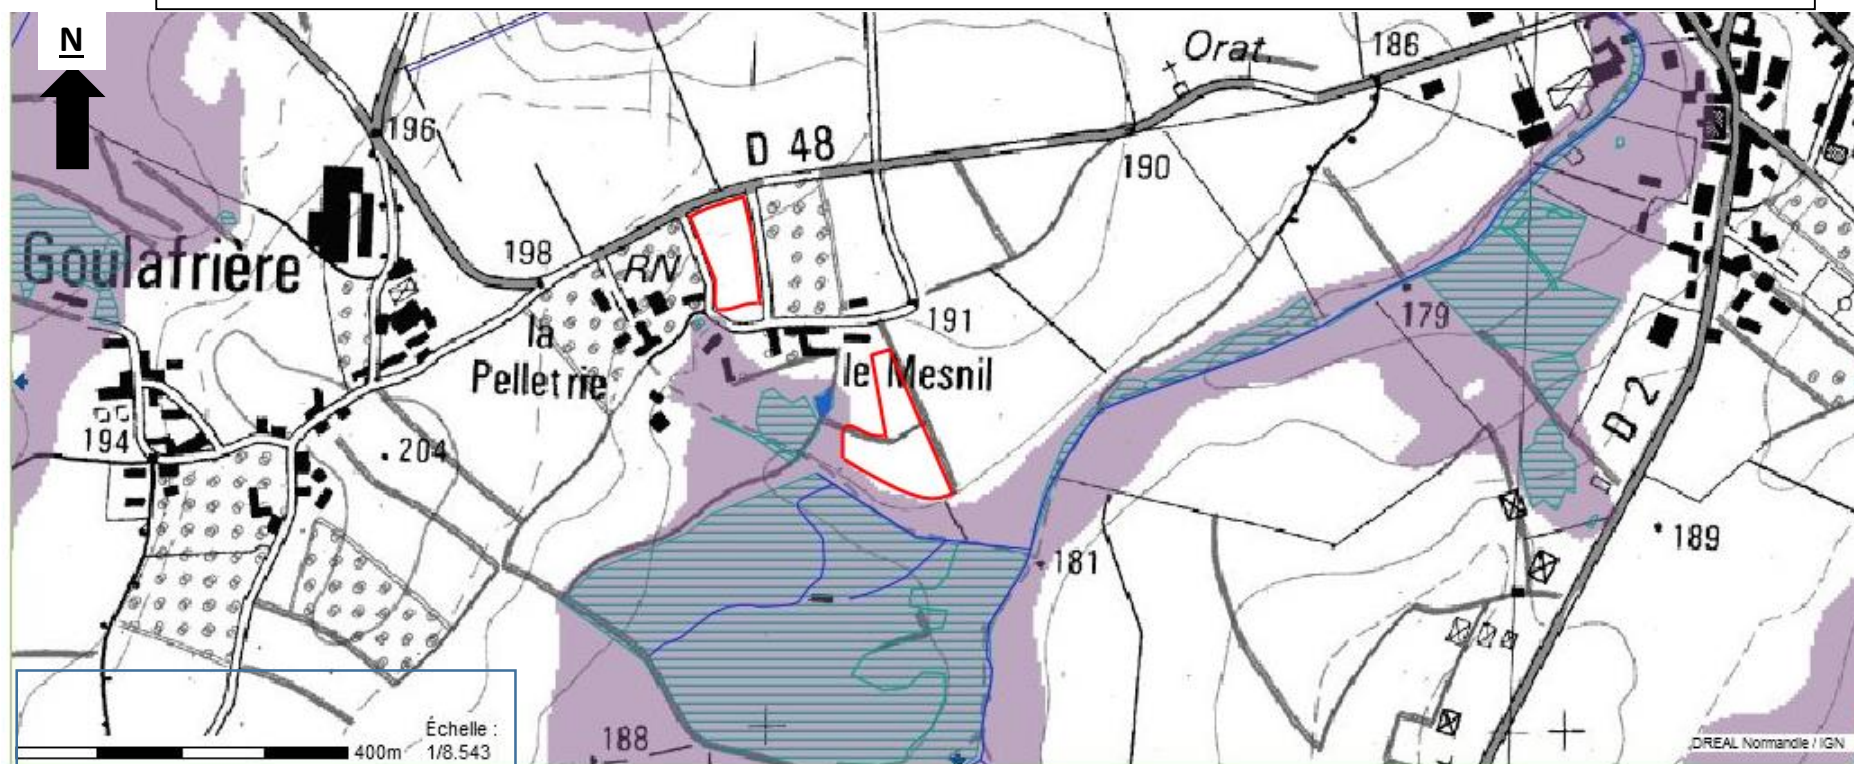 N
Orat.
186
196
D 48
190
Goulafrière
198
RN
179
191
la
Pelletrie
le Mesnil
D 2
194
204
189
181
Échelle :
188
400m
1/8.543
DREAL Normandie / IGN